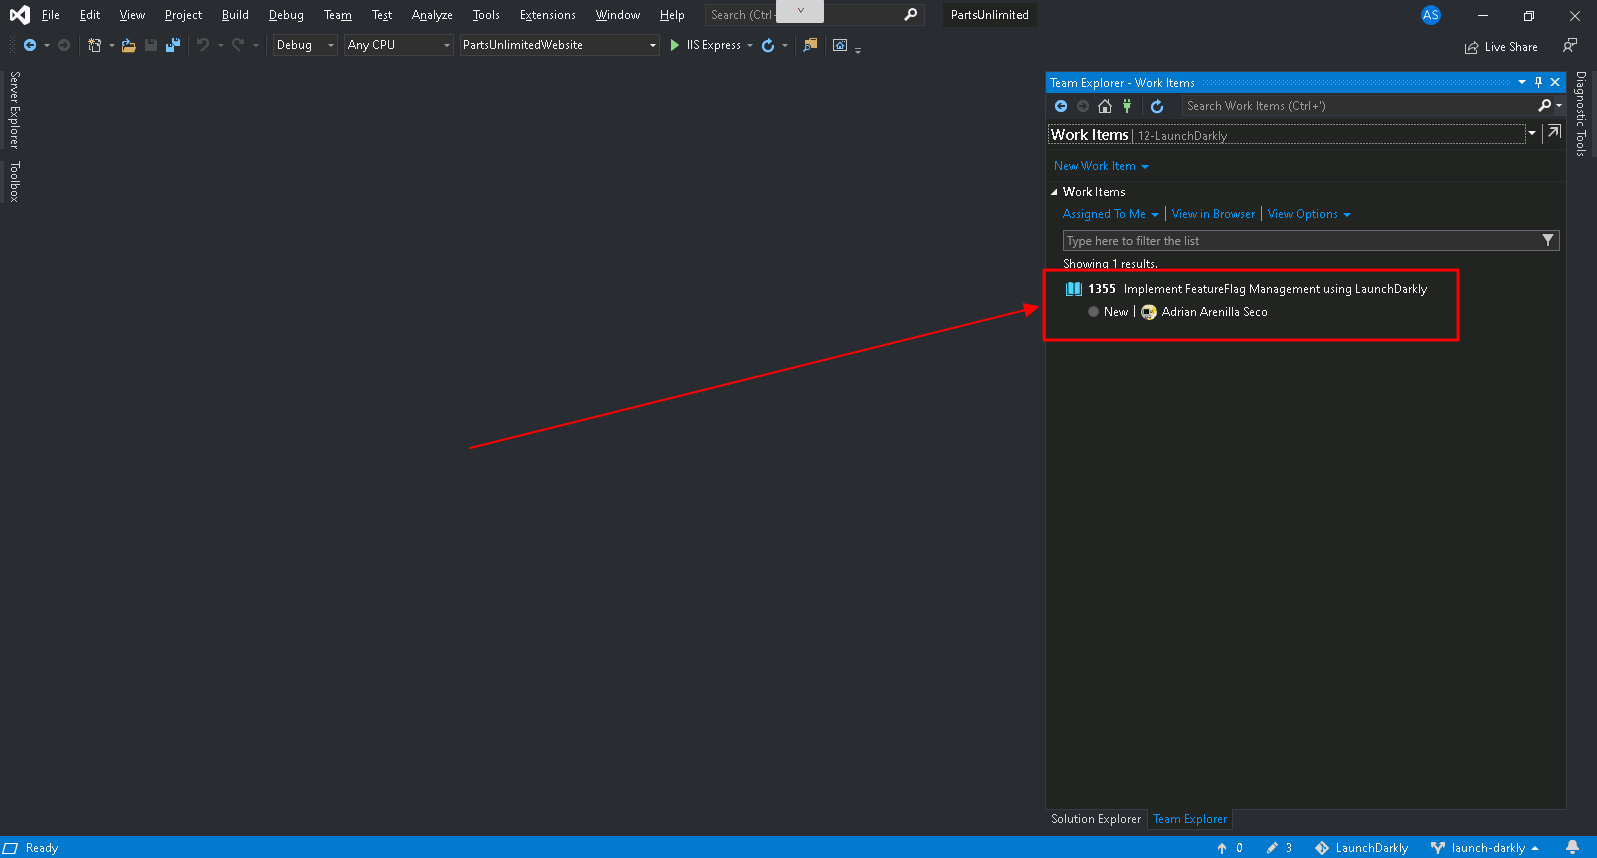 File Edit View Project Build Debug Team Test Analyze Tools Extensions Window Help Search (Ctrl+ PartsUnlimited AS
Debug Any CPU PartsUnlimitedWebsite IIS Express Live Share
Server Explorer
Toolbox
Team Explorer - Work Items
Search Work Items (Ctrl+')
Work Items | 12-LaunchDarkly
New Work Item
Work Items
Assigned To Me | View in Browser | View Options
Type here to filter the list
Showing 1 results.
1355 Implement FeatureFlag Management using LaunchDarkly
New | Adrian Arenilla Seco
Diagnostic Tools
Solution Explorer Team Explorer
Ready 0 3 LaunchDarkly launch-darkly